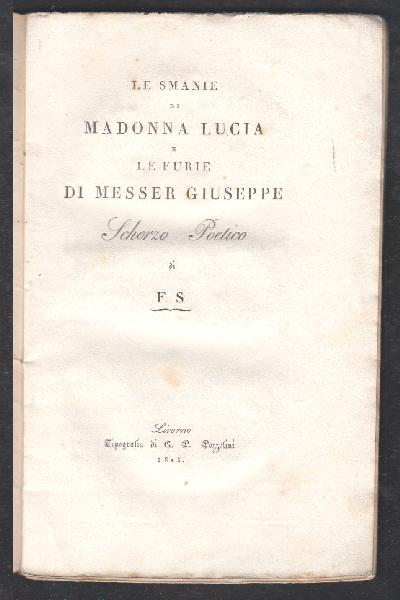 LE SMANIE
DI
MADONNA LUCIA
E
LE FURIE
DI MESSER GIUSEPPE
Scherzo Poetico
di
F S
Livorno
Tipografia di G. P. Pozzolini